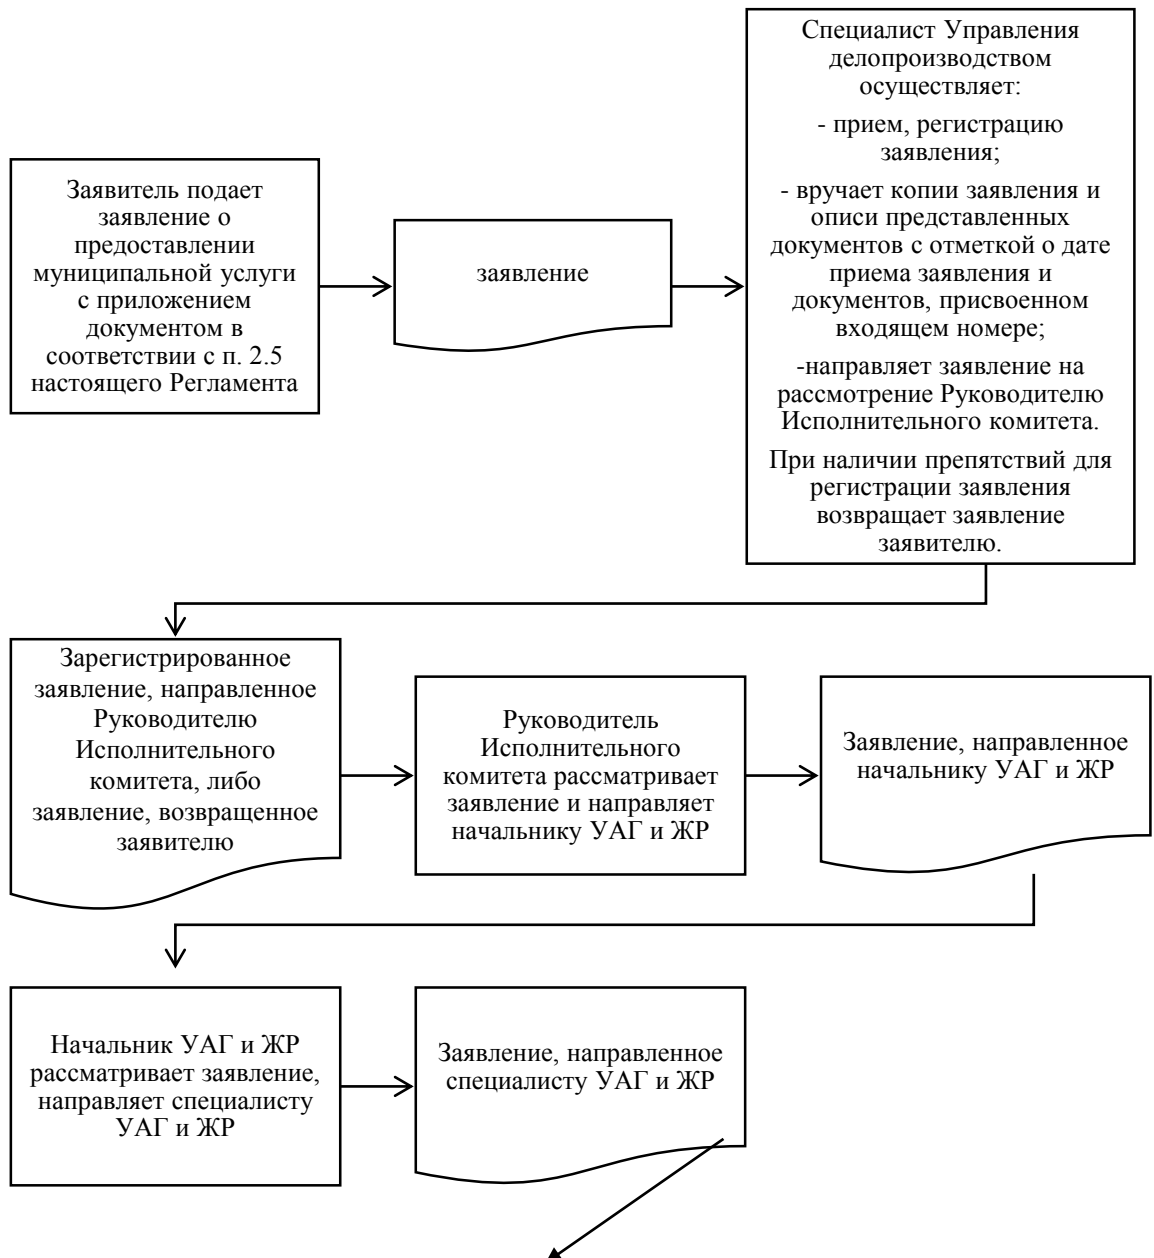 Заявитель подает
заявление о
предоставлении
муниципальной услуги
с приложением
документом в
соответствии с п. 2.5
настоящего Регламента
заявление
Специалист Управления
делопроизводством
осуществляет:
- прием, регистрацию
заявления;
- вручает копии заявления и
описи представленных
документов с отметкой о дате
приема заявления и
документов, присвоенном
входящем номере;
-направляет заявление на
рассмотрение Руководителю
Исполнительного комитета.
При наличии препятствий для
регистрации заявления
возвращает заявление
заявителю.
Зарегистрированное
заявление, направленное
Руководителю
Исполнительного
комитета, либо
заявление, возвращенное
заявителю
Руководитель
Исполнительного
комитета рассматривает
заявление и направляет
начальнику УАГ и ЖР
Заявление, направленное
начальнику УАГ и ЖР
Начальник УАГ и ЖР
рассматривает заявление,
направляет специалисту
УАГ и ЖР
Заявление, направленное
специалисту УАГ и ЖР